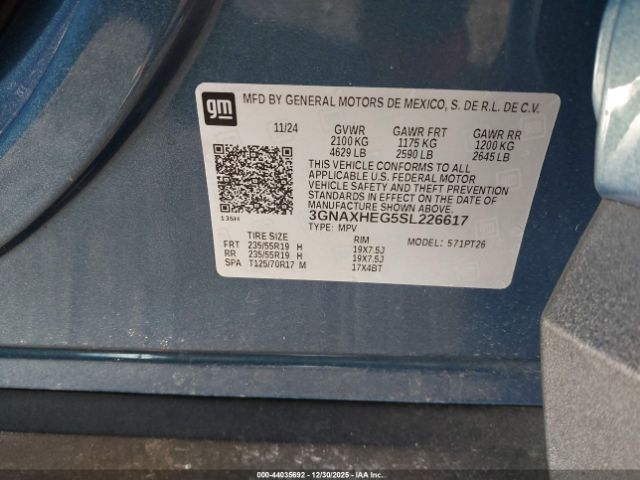 gm
MFD BY GENERAL MOTORS DE MEXICO, S. DE R.L. DE C.V.
11/24 GVWR GAWR FRT GAWR RR
2100 KG 1175 KG 1200 KG
4629 LB 2590 LB 2645 LB
THIS VEHICLE CONFORMS TO ALL
APPLICABLE U.S. FEDERAL MOTOR
VEHICLE SAFETY AND THEFT PREVENTION
STANDARDS IN EFFECT ON THE DATE OF
MANUFACTURE SHOWN ABOVE.
135H 3GNAXHEG5SL226617
TYPE: MPV
TIRE SIZE RIM MODEL: 571PT26
FRT 235/55R19 H 19X7.5J
RR 235/55R19 H 19X7.5J
SPA T125/70R17 M 17X4BT
000-44035692 - 12/30/2025 - IAAI.COM